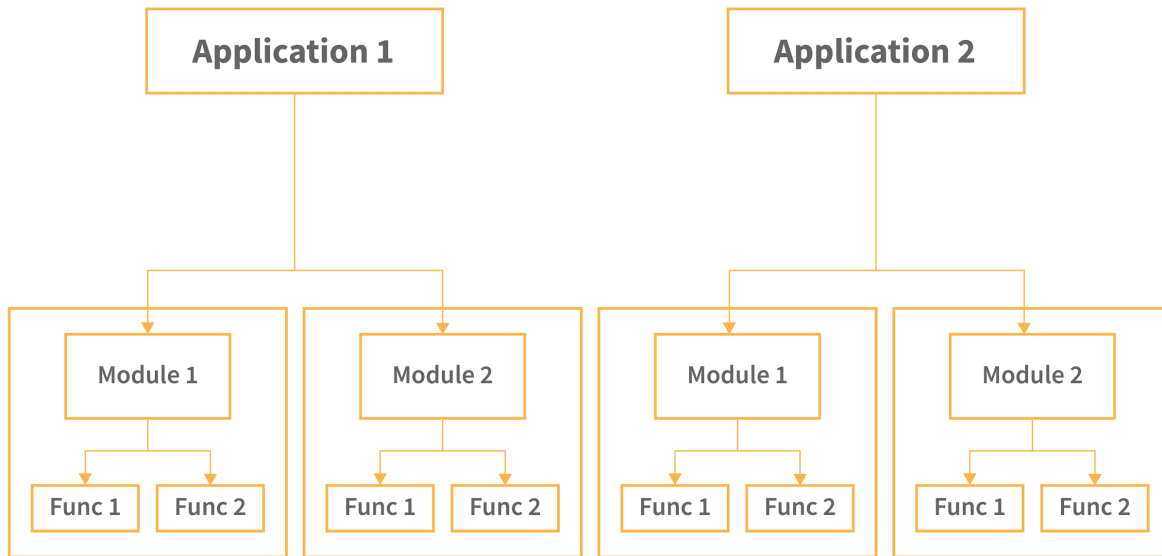 Application 1
Application 2
Module 1
Module 2
Module 1
Module 2
Func 1
Func 2
Func 1
Func 2
Func 1
Func 2
Func 1
Func 2